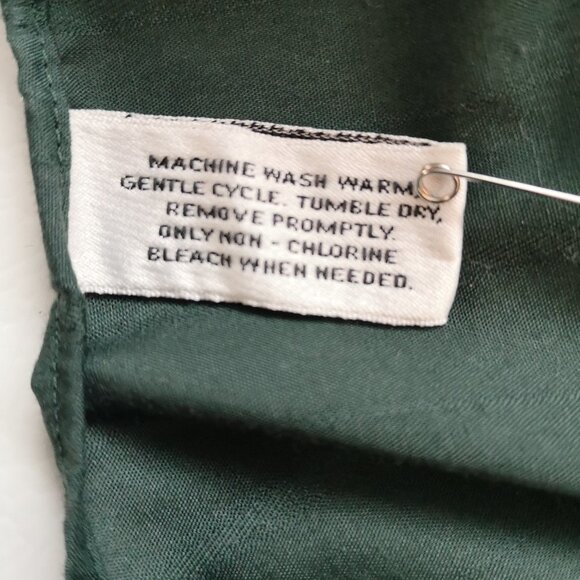 MACHINE WASH WARM,
GENTLE CYCLE. TUMBLE DRY,
REMOVE PROMPTLY.
ONLY NON - CHLORINE
BLEACH WHEN NEEDED.